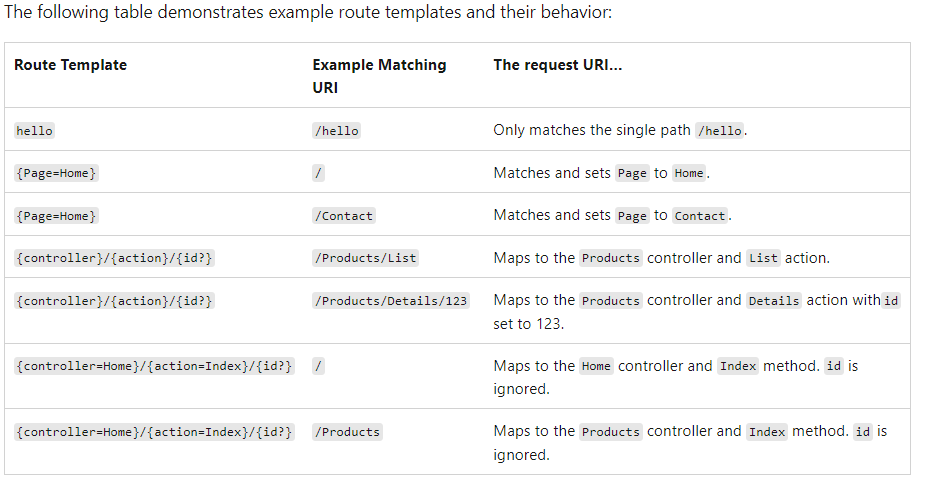 The following table demonstrates example route templates and their behavior:
Route Template Example Matching URI The request URI...
hello /hello Only matches the single path /hello.
{Page=Home} / Matches and sets Page to Home.
{Page=Home} /Contact Matches and sets Page to Contact.
{controller}/{action}/{id?} /Products/List Maps to the Products controller and List action.
{controller}/{action}/{id?} /Products/Details/123 Maps to the Products controller and Details action with id
set to 123.
{controller=Home}/{action=Index}/{id?} / Maps to the Home controller and Index method. id is
ignored.
{controller=Home}/{action=Index}/{id?} /Products Maps to the Products controller and Index method. id is
ignored.